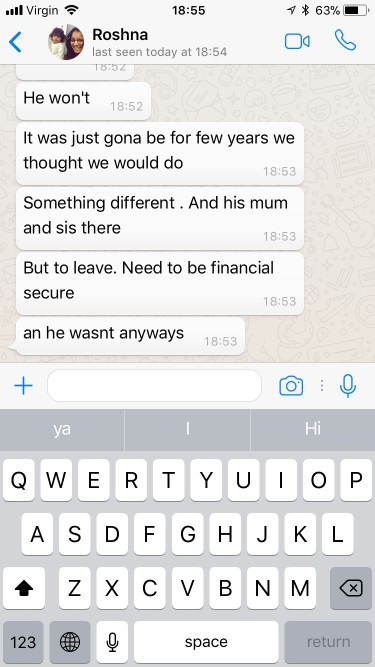 Virgin 18:55 63%
Roshna
last seen today at 18:54
18:52
He won't 18:52
It was just gona be for few years we
thought we would do 18:53
Something different . And his mum
and sis there 18:53
But to leave. Need to be financial
secure 18:53
an he wasnt anyways 18:53
ya I Hi
Q W E R T Y U I O P
A S D F G H J K L
Z X C V B N M
123 space return